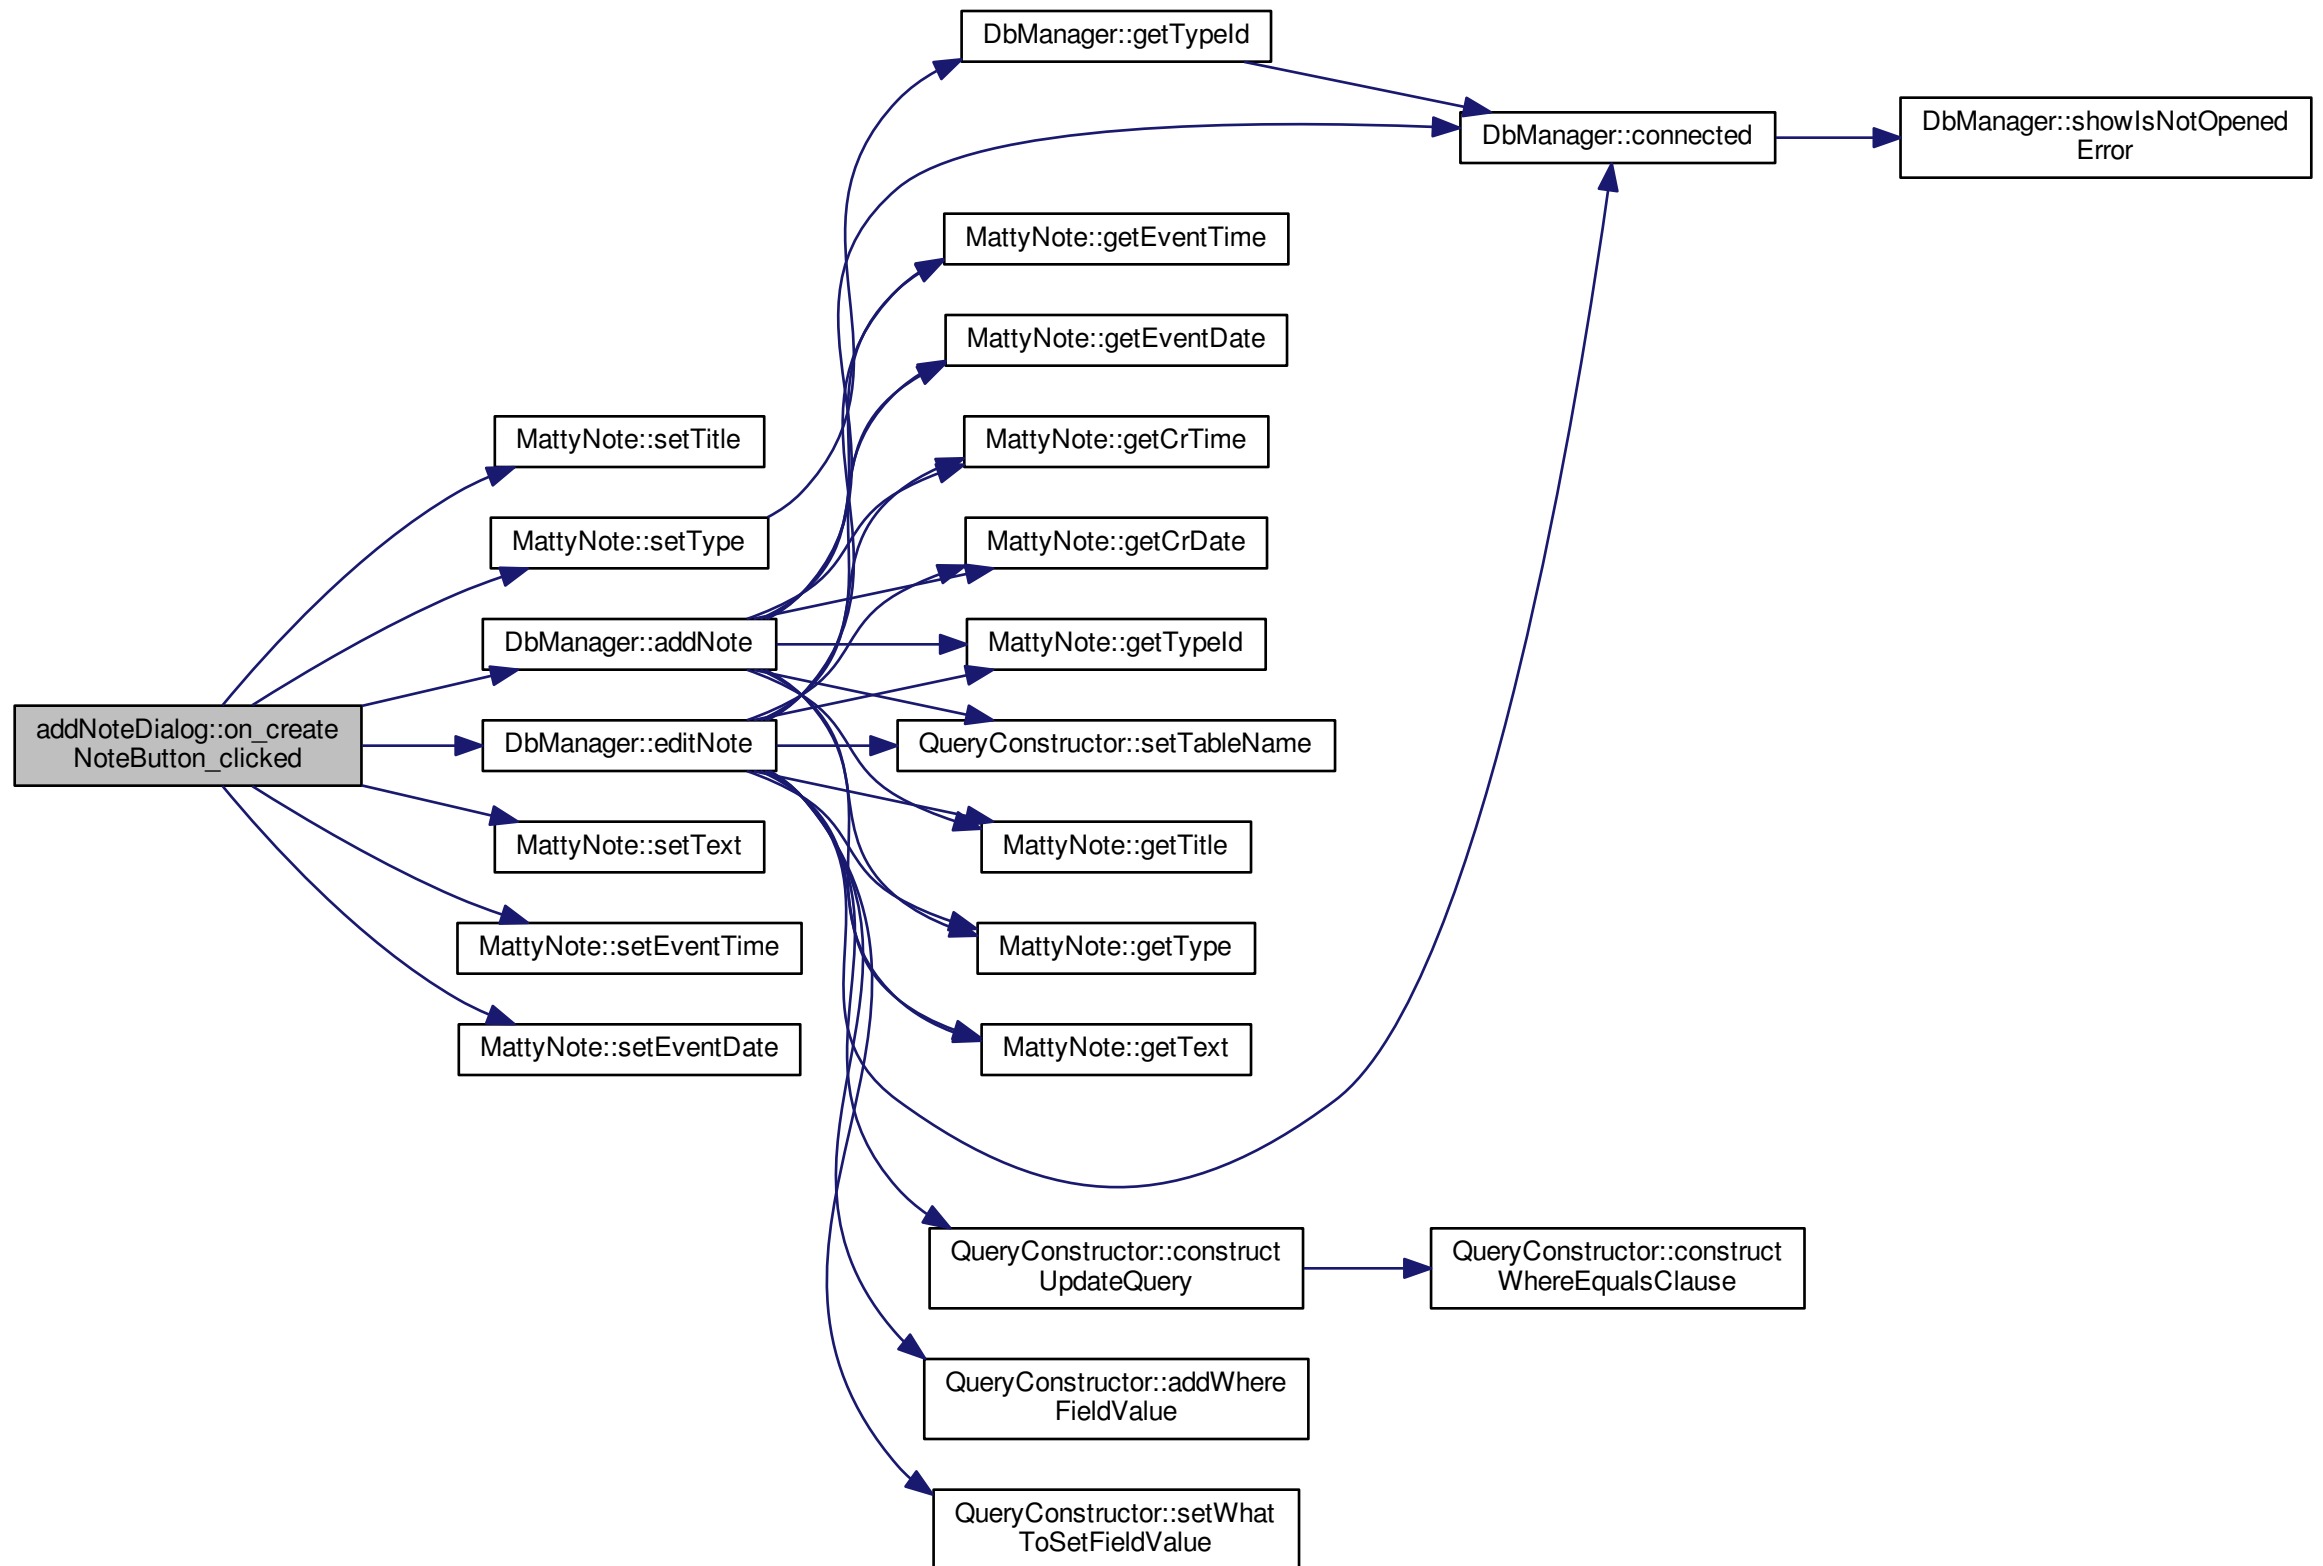 DbManager::getTypeId
DbManager::connected
DbManager::showIsNotOpened
Error
MattyNote::getEventTime
MattyNote::getEventDate
MattyNote::setTitle
MattyNote::getCrTime
MattyNote::setType
MattyNote::getCrDate
DbManager::addNote
MattyNote::getTypeId
addNoteDialog::on_create
NoteButton_clicked
DbManager::editNote
QueryConstructor::setTableName
MattyNote::setText
MattyNote::getTitle
MattyNote::setEventTime
MattyNote::getType
MattyNote::setEventDate
MattyNote::getText
QueryConstructor::construct
UpdateQuery
QueryConstructor::construct
WhereEqualsClause
QueryConstructor::addWhere
FieldValue
QueryConstructor::setWhat
ToSetFieldValue